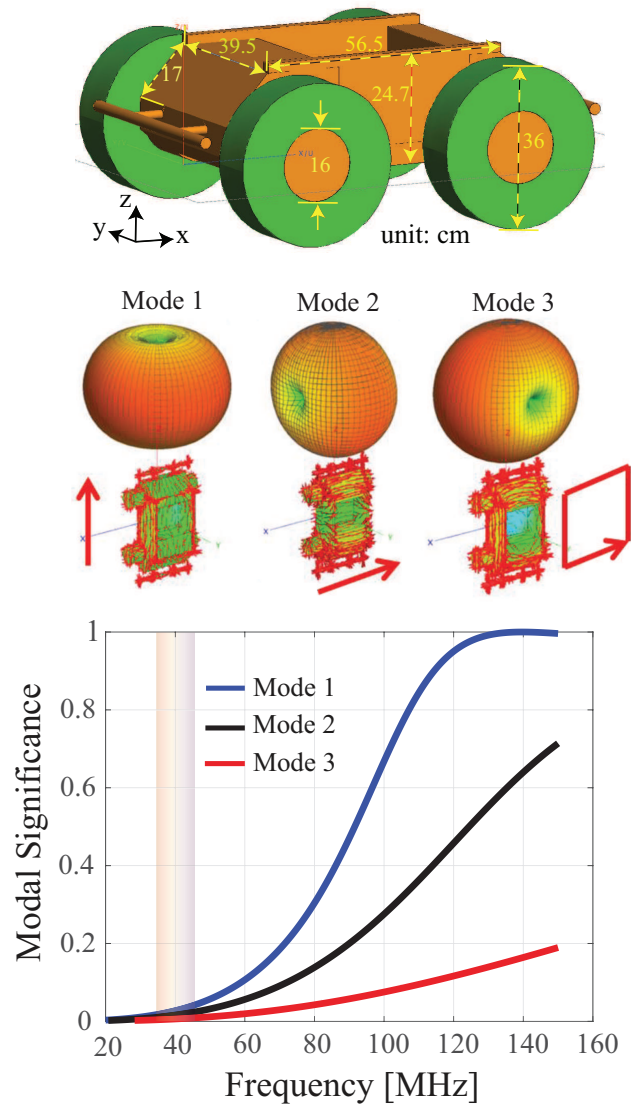 39.5
56.5
17
24.7
16
36
z
y
x
unit: cm
Mode 1
Mode 2
Mode 3
X
Y
X
X
1
0.8
0.6
0.4
0.2
0
Modal Significance
Mode 1
Mode 2
Mode 3
20
40
60
80
100
120
140
160
Frequency [MHz]